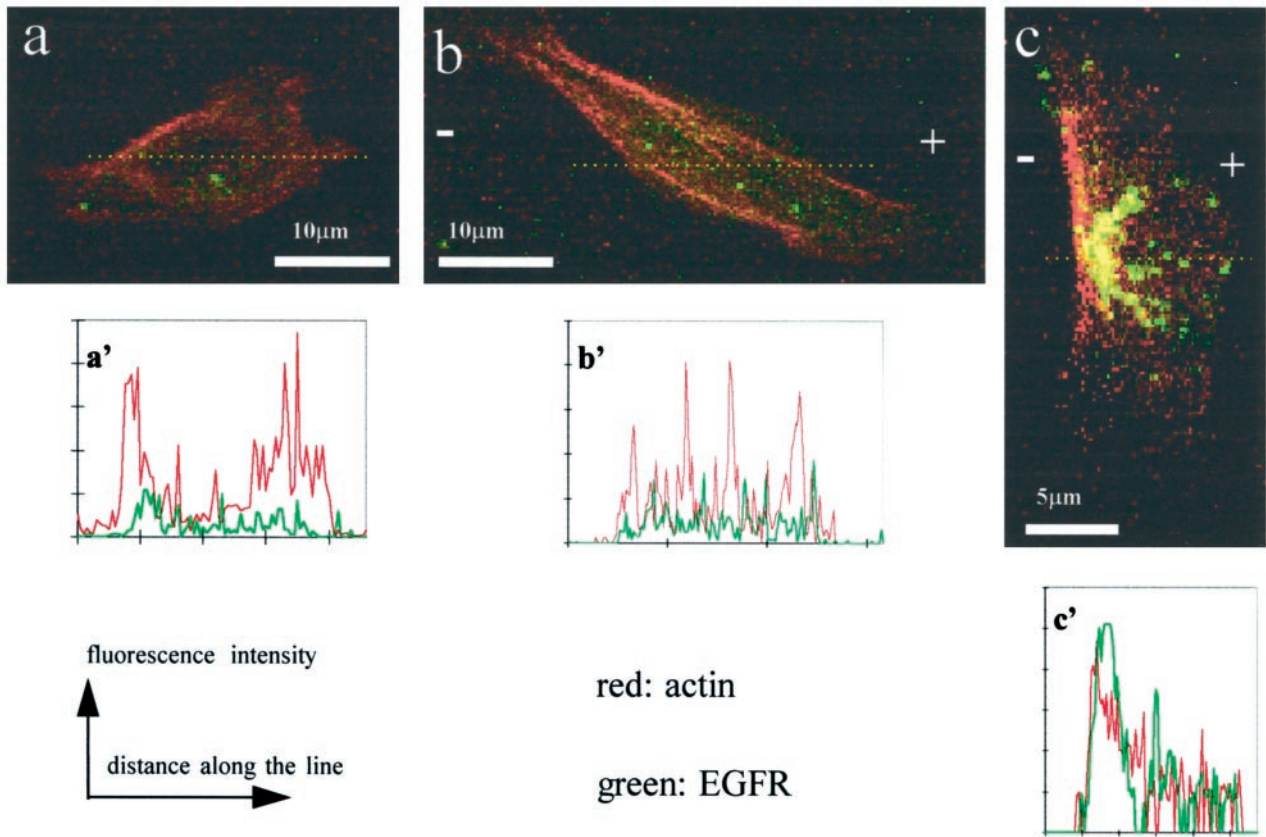 a
b
c
-
+
-
+
10μm
10μm
5μm
a’
b’
c’
fluorescence intensity
distance along the line
red: actin
green: EGFR